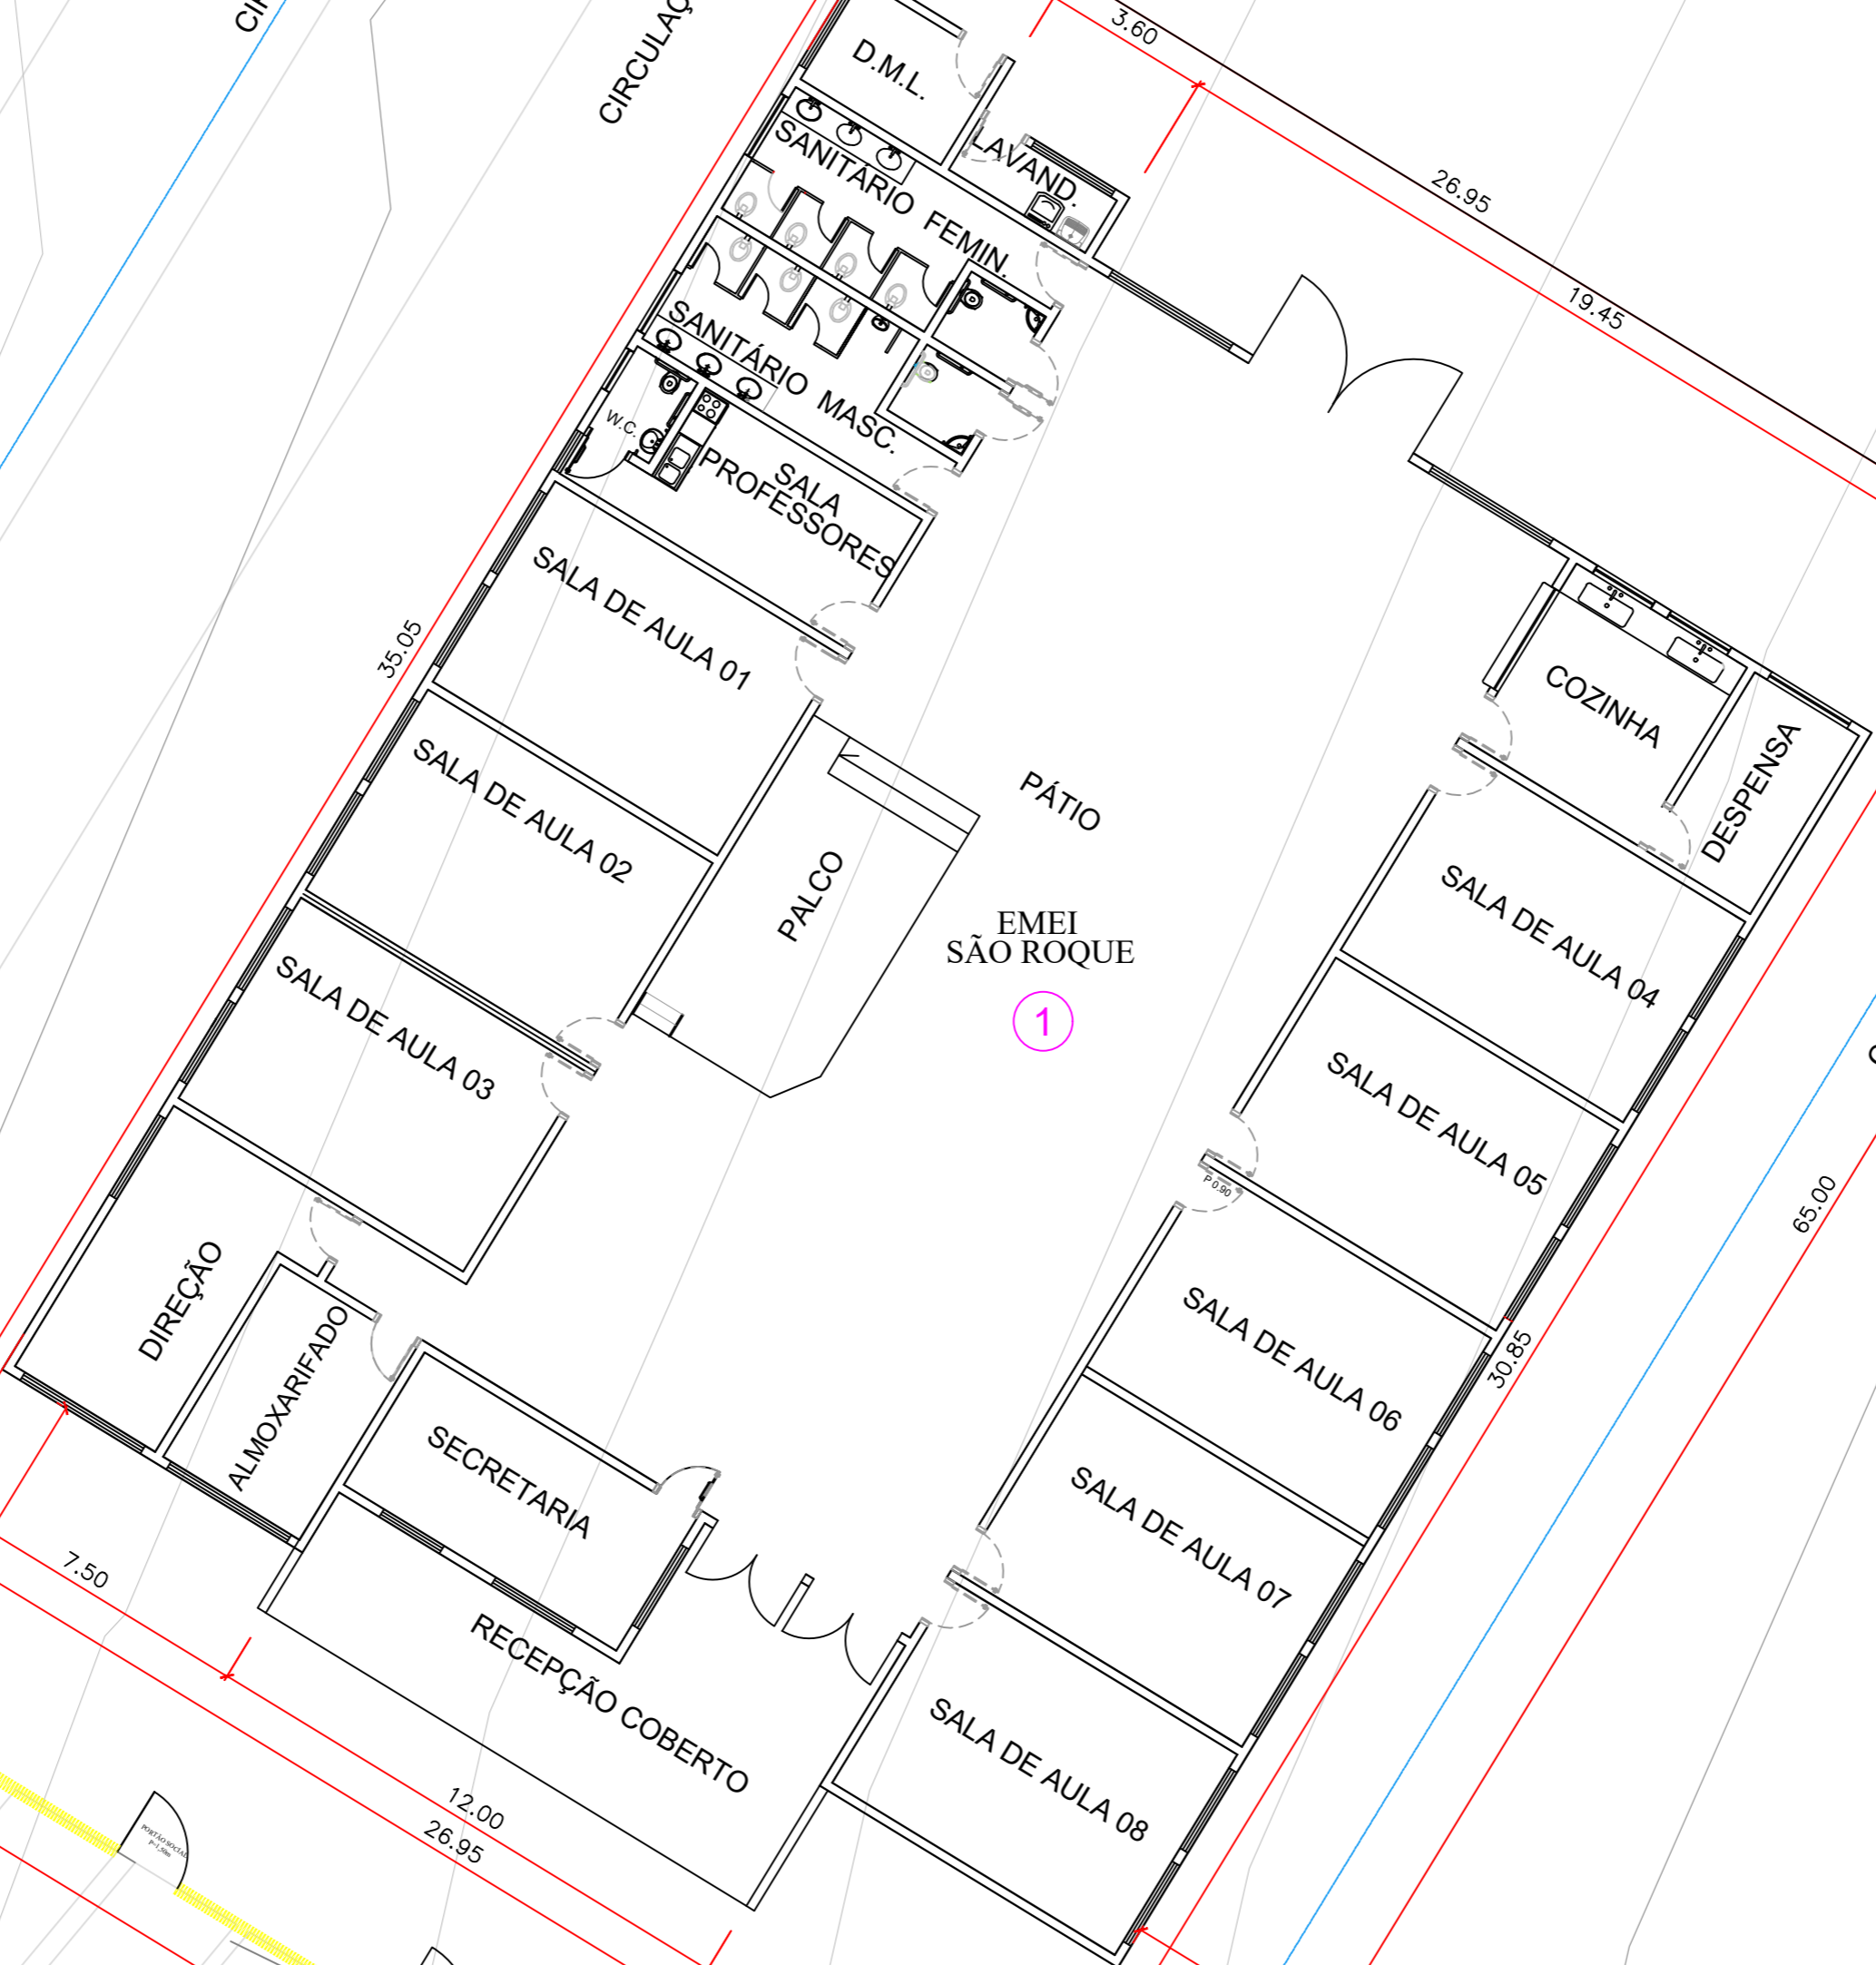 3.60
D.M.L.
LAVAND.
26.95
SANITÁRIO FEMIN.
19.45
SANITÁRIO MASC.
W.C.
SALA
PROFESSORES
35.05
SALA DE AULA 01
COZINHA
DESPENSA
SALA DE AULA 02
PÁTIO
PALCO
SALA DE AULA 04
EMEI
SÃO ROQUE
1
SALA DE AULA 03
SALA DE AULA 05
P 0.90
65.00
DIREÇÃO
ALMOXARIFADO
SALA DE AULA 06
30.85
SECRETARIA
SALA DE AULA 07
7.50
RECEPÇÃO COBERTO
SALA DE AULA 08
12.00
26.95
PORTÃO SOCIAL